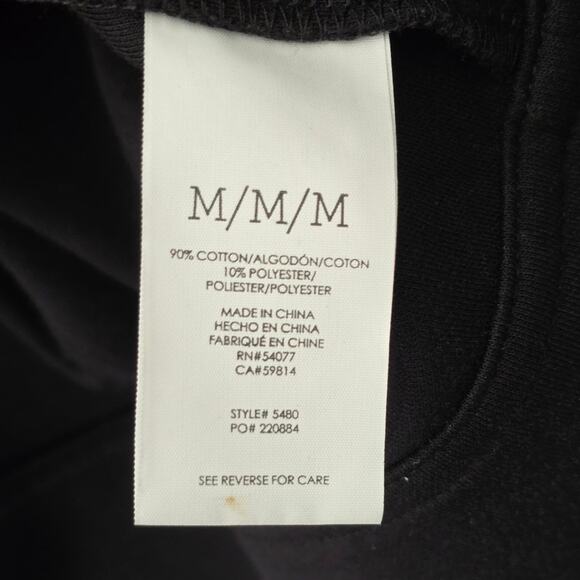 M/M/M
90% COTTON/ALGODÓN/COTON
10% POLYESTER/
POLIESTER/POLYESTER
MADE IN CHINA
HECHO EN CHINA
FABRIQUÉ EN CHINE
RN#54077
CA#59814
STYLE# 5480
PO# 220884
SEE REVERSE FOR CARE